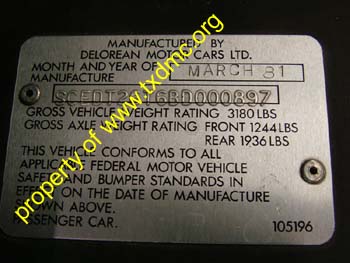 MANUFACTURED BY
DELOREAN MOTOR CARS LTD.
MONTH AND YEAR OF
MANUFACTURE MARCH 81
GROSS VEHICLE WEIGHT RATING 3180 LBS
GROSS AXLE WEIGHT RATING FRONT 1244 LBS
REAR 1936 LBS
THIS VEHICLE CONFORMS TO ALL
APPLICABLE FEDERAL MOTOR VEHICLE
SAFETY AND BUMPER STANDARDS IN
EFFECT ON THE DATE OF MANUFACTURE
SHOWN ABOVE.
PASSENGER CAR.
105196
property of www.txdmc.org